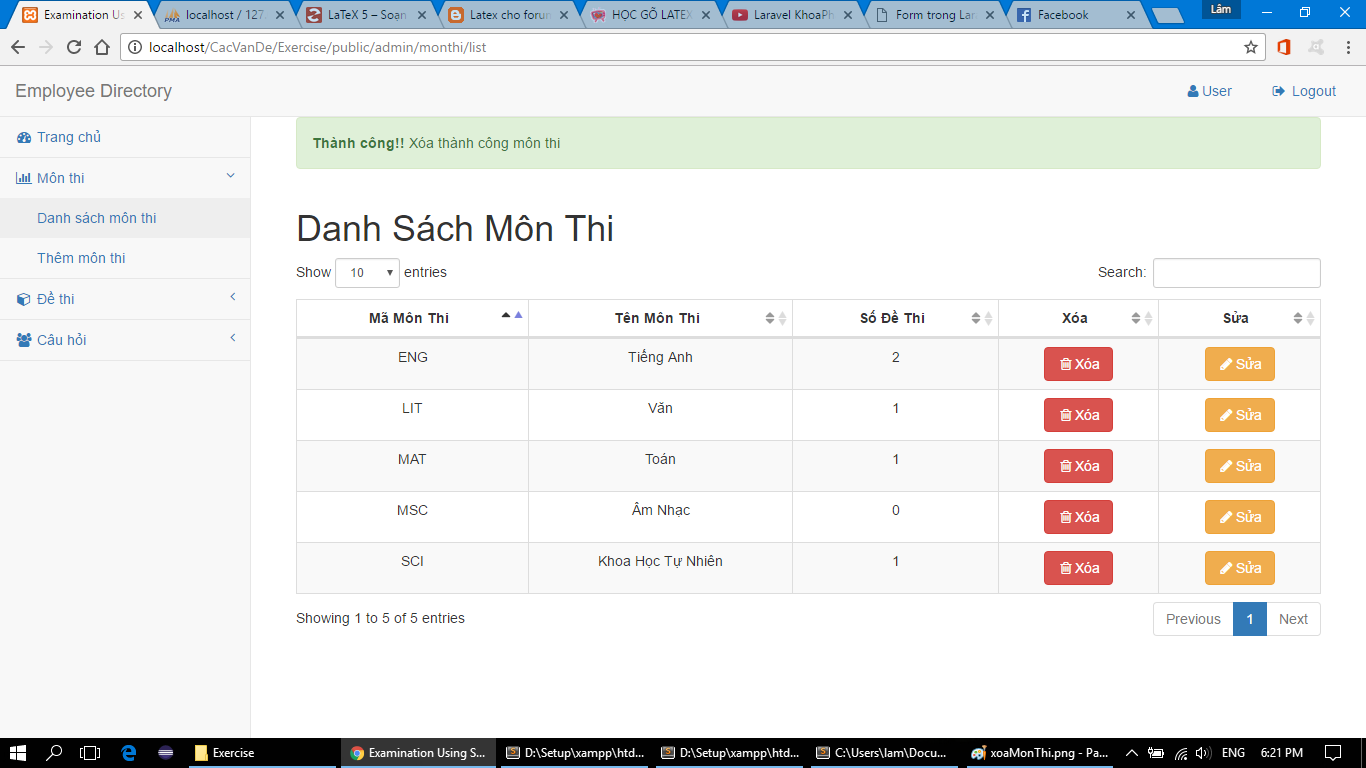 Examination Us
localhost / 127.
LaTeX 5 – Soan
Latex cho forun
HỌC GÕ LATEX
Laravel KhoaPh
Form trong Lar
Facebook
Lâm
localhost/CacVanDe/Exercise/public/admin/monthi/list
Employee Directory
User
Logout
Trang chủ
Môn thi
Danh sách môn thi
Thêm môn thi
Đề thi
Câu hỏi
Thành công!! Xóa thành công môn thi
Danh Sách Môn Thi
Show 10 entries
Search:
Mã Môn Thi Tên Môn Thi Số Đề Thi Xóa Sửa
ENG Tiếng Anh 2 Xóa Sửa
LIT Văn 1 Xóa Sửa
MAT Toán 1 Xóa Sửa
MSC Âm Nhạc 0 Xóa Sửa
SCI Khoa Học Tự Nhiên 1 Xóa Sửa
Showing 1 to 5 of 5 entries
Previous 1 Next
Exercise
Examination Using S...
D:\Setup\xampp\htd...
D:\Setup\xampp\htd...
C:\Users\lam\Docu...
xoaMonThi.png - Pa...
ENG
6:21 PM